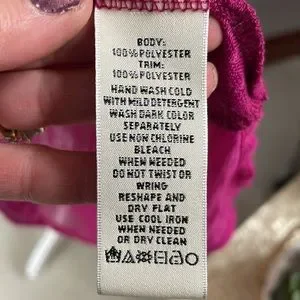 BODY:
100% POLYESTER
TRIM:
100% POLYESTER
HAND WASH COLD
WITH MILD DETERGENT
WASH DARK COLOR
SEPARATELY
USE NON CHLORINE
BLEACH
WHEN NEEDED
DO NOT TWIST OR
WRING
RESHAPE AND
DRY FLAT
USE COOL IRON
WHEN NEEDED
OR DRY CLEAN